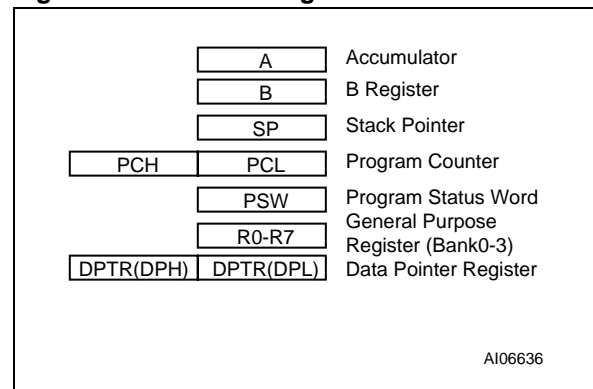 A Accumulator
B B Register
SP Stack Pointer
PCH PCL Program Counter
PSW Program Status Word
R0-R7 General Purpose
Register (Bank0-3)
DPTR(DPH) DPTR(DPL) Data Pointer Register
AI06636